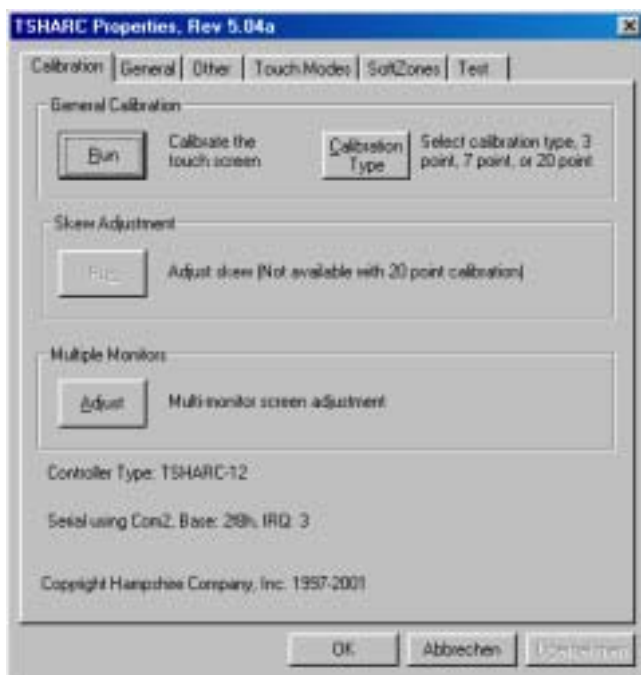 TSHARC Properties, Rev 5.04a
Calibration General Other Touch Modes SoftZones Test
General Calibration
Run
Calibrate the
touch screen
Calibration
Type
Select calibration type, 3
point, 7 point, or 20 point
Skew Adjustment
Run
Adjust skew (Not available with 20 point calibration)
Multiple Monitors
Adjust
Multi-monitor screen adjustment
Controller Type: TSHARC-12
Serial using Com2, Base: 2f8h, IRQ: 3
Copyright Hampshire Company, Inc. 1997-2001
OK Abbrechen Übernehmen